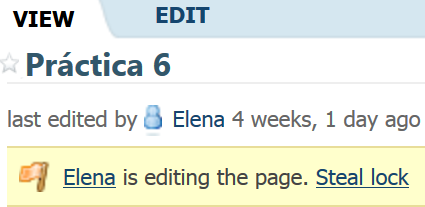 VIEW EDIT
Práctica 6
last edited by Elena 4 weeks, 1 day ago
Elena is editing the page. Steal lock